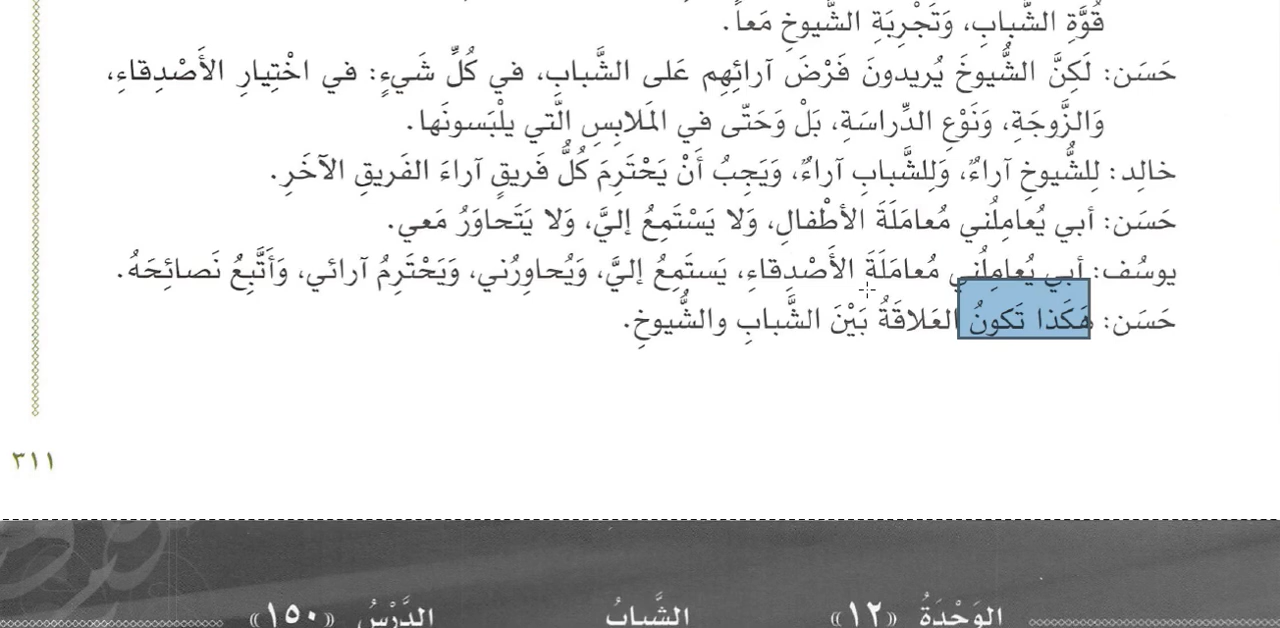 قُوَّةِ الشَّبابِ، وَتَجْرِبَةِ الشُّيوخِ مَعاً.
حَسَن: لَكِنَّ الشُّيوخَ يُريدونَ فَرْضَ آرائِهِم عَلى الشَّبابِ، في كُلِّ شَيءٍ: في اخْتِيارِ الأَصْدِقاءِ،
وَالزَّوجَةِ، وَنَوْعِ الدِّراسَةِ، بَلْ وَحَتّى في المَلابِسِ الَّتي يلْبَسونَها.
خالِد: لِلشُّيوخِ آراءٌ، وَلِلشَّبابِ آراءٌ، وَيَجِبُ أَنْ يَحْتَرِمَ كُلُّ فَريقٍ آراءَ الفَريقِ الآخَرِ.
حَسَن: أبي يُعامِلُني مُعامَلَةَ الأطْفالِ، وَلا يَسْتَمِعُ إليَّ، وَلا يَتَحاوَرُ مَعي.
يوسُف: أبي يُعامِلُني مُعامَلَةَ الأَصْدِقاءِ، يَستَمِعُ إليَّ، وَيُحاوِرُني، وَيَحْتَرِمُ آرائي، وَأَتَّبِعُ نَصائِحَهُ.
حَسَن: هَكَذا تَكونُ العَلاقَةُ بَيْنَ الشَّبابِ والشُّيوخِ.
٣١١
الوَحْدَةُ «١٢» الشَّبابُ الدَّرْسُ «١٥٠»